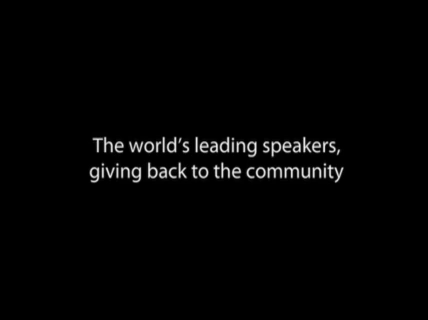 The world’s leading speakers,
giving back to the community